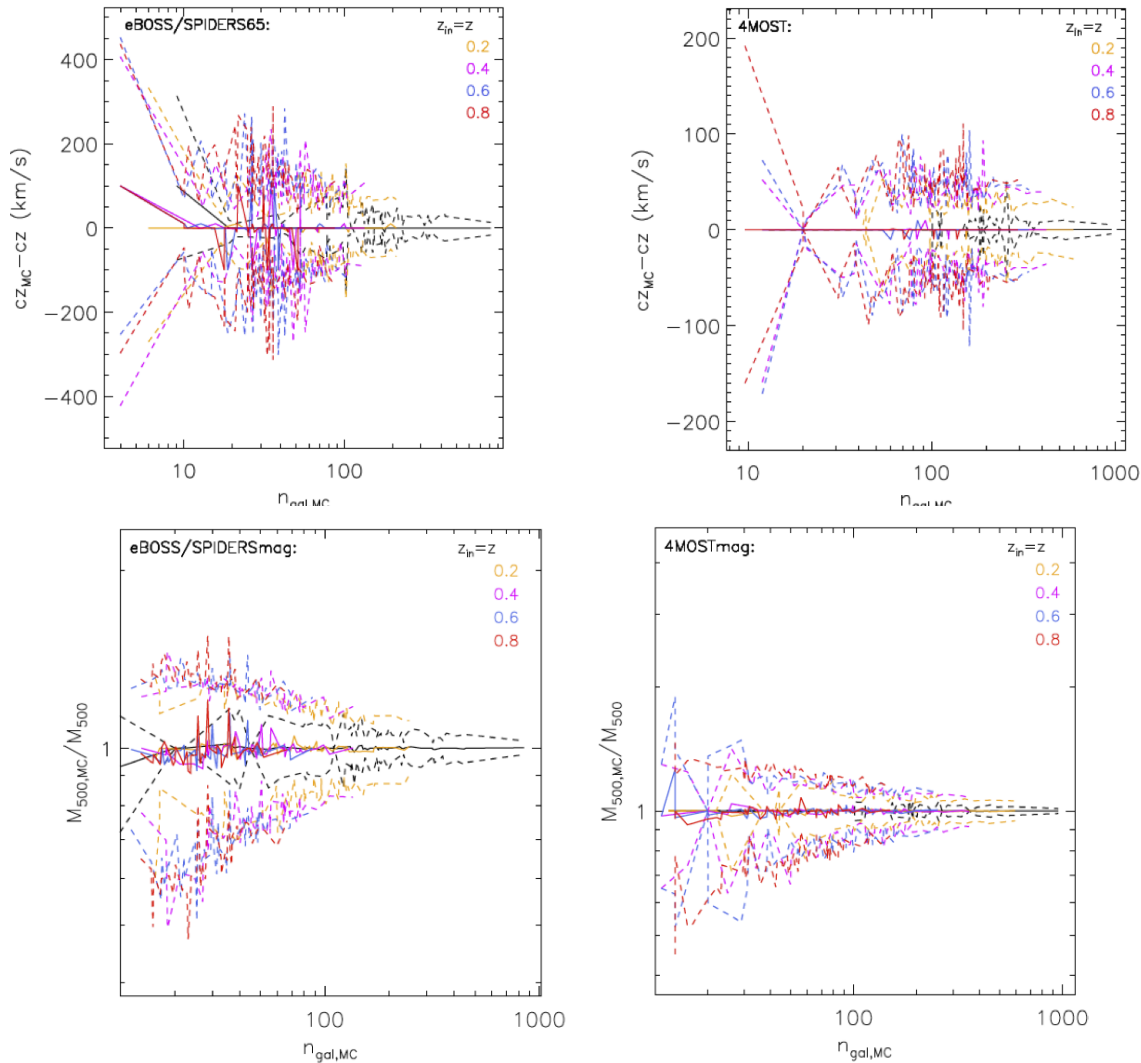 eBOSS/SPIDERS65: z_in=z
0.2
0.4
0.6
0.8
400
200
0
−200
−400
cz_MC−cz (km/s)
10 100
n_gal,MC
4MOST: z_in=z
0.2
0.4
0.6
0.8
200
100
0
−100
−200
cz_MC−cz (km/s)
10 100 1000
n_gal,MC
eBOSS/SPIDERSmag: z_in=z
0.2
0.4
0.6
0.8
1
M_500,MC/M_500
100 1000
n_gal,MC
4MOSTmag: z_in=z
0.2
0.4
0.6
0.8
1
M_500,MC/M_500
100 1000
n_gal,MC